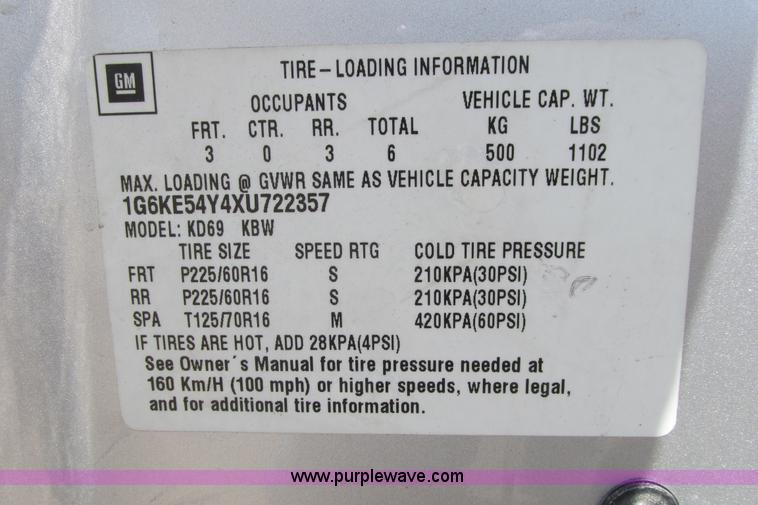 GM
TIRE-LOADING INFORMATION
OCCUPANTS VEHICLE CAP. WT.
FRT. CTR. RR. TOTAL KG LBS
3 0 3 6 500 1102
MAX. LOADING @ GVWR SAME AS VEHICLE CAPACITY WEIGHT.
1G6KE54Y4XU722357
MODEL: KD69 KBW
TIRE SIZE SPEED RTG COLD TIRE PRESSURE
FRT P225/60R16 S 210KPA(30PSI)
RR P225/60R16 S 210KPA(30PSI)
SPA T125/70R16 M 420KPA(60PSI)
IF TIRES ARE HOT, ADD 28KPA(4PSI)
See Owner´s Manual for tire pressure needed at
160 Km/H (100 mph) or higher speeds, where legal,
and for additional tire information.
www.purplewave.com